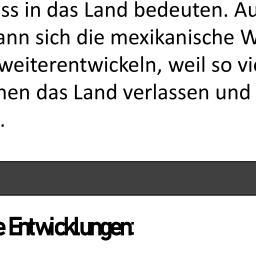 ss in das Land bedeuten. Au
ann sich die mexikanische W
weiterentwickeln, weil so vi
nen das Land verlassen und
.
e Entwicklungen: